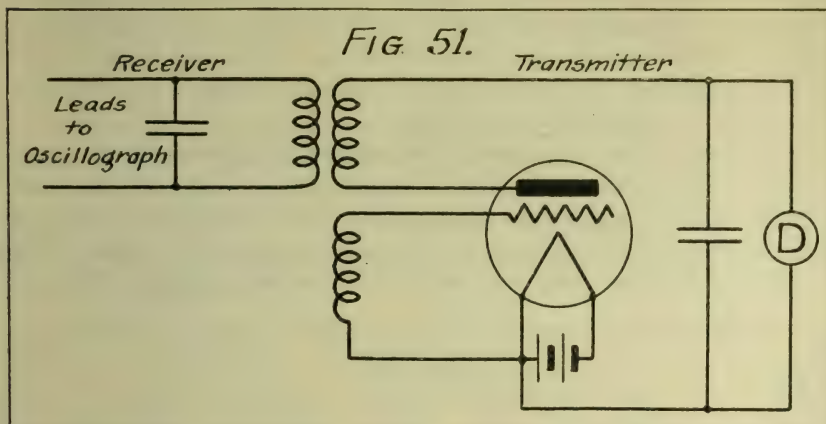 FIG. 51.
Receiver
Transmitter
Leads
to
Oscillograph
D